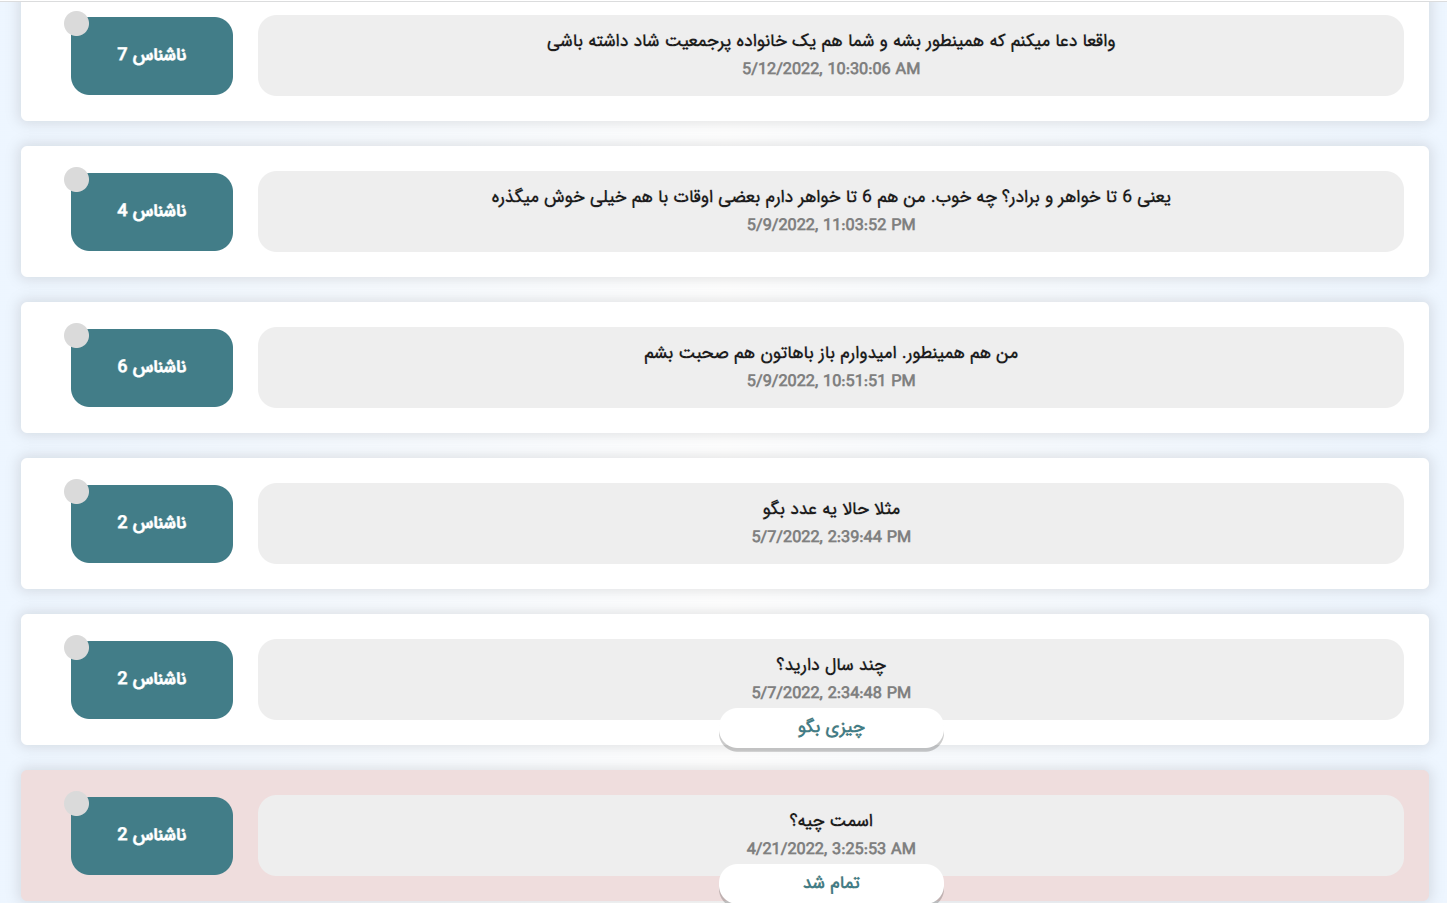 واقعا دعا میکنم که همینطور بشه و شما هم یک خانواده پرجمعیت شاد داشته باشی
5/12/2022, 10:30:06 AM
ناشناس 7
یعنی 6 تا خواهر و برادر؟ چه خوب. من هم 6 تا خواهر دارم بعضی اوقات با هم خیلی خوش میگذره
5/9/2022, 11:03:52 PM
ناشناس 4
من هم همینطور. امیدوارم باز باهاتون هم صحبت بشم
5/9/2022, 10:51:51 PM
ناشناس 6
مثلا حالا یه عدد بگو
5/7/2022, 2:39:44 PM
ناشناس 2
چند سال دارید؟
5/7/2022, 2:34:48 PM
چیزی بگو
ناشناس 2
اسمت چیه؟
4/21/2022, 3:25:53 AM
تمام شد
ناشناس 2